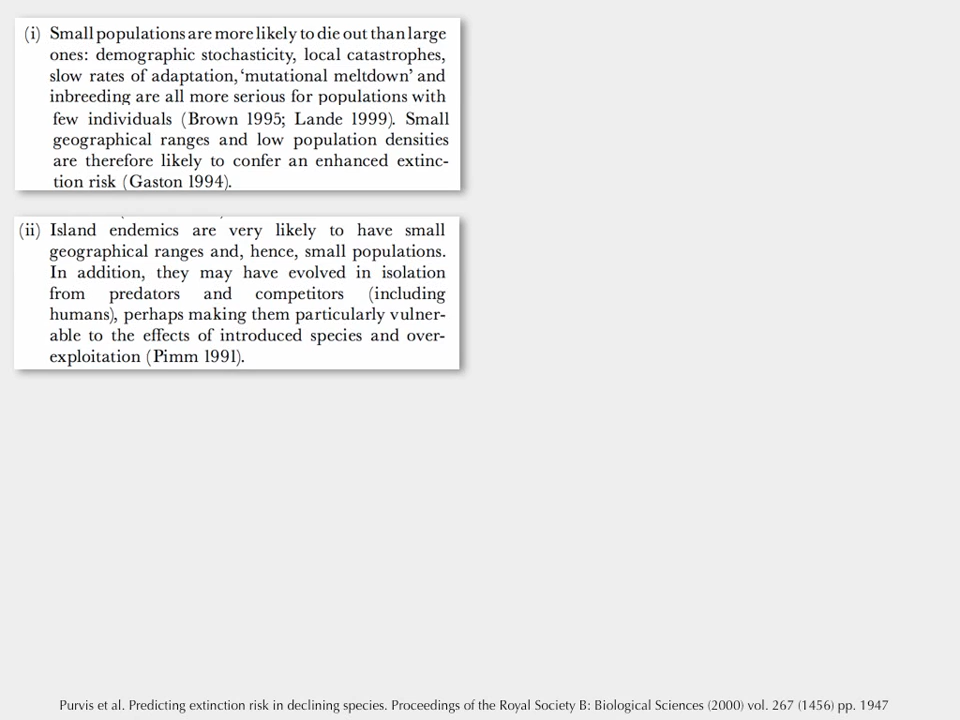 (i) Small populations are more likely to die out than large
ones: demographic stochasticity, local catastrophes,
slow rates of adaptation, ‘mutational meltdown’ and
inbreeding are all more serious for populations with
few individuals (Brown 1995; Lande 1999). Small
geographical ranges and low population densities
are therefore likely to confer an enhanced extinc-
tion risk (Gaston 1994).
(ii) Island endemics are very likely to have small
geographical ranges and, hence, small populations.
In addition, they may have evolved in isolation
from predators and competitors (including
humans), perhaps making them particularly vulner-
able to the effects of introduced species and over-
exploitation (Pimm 1991).
Purvis et al. Predicting extinction risk in declining species. Proceedings of the Royal Society B: Biological Sciences (2000) vol. 267 (1456) pp. 1947